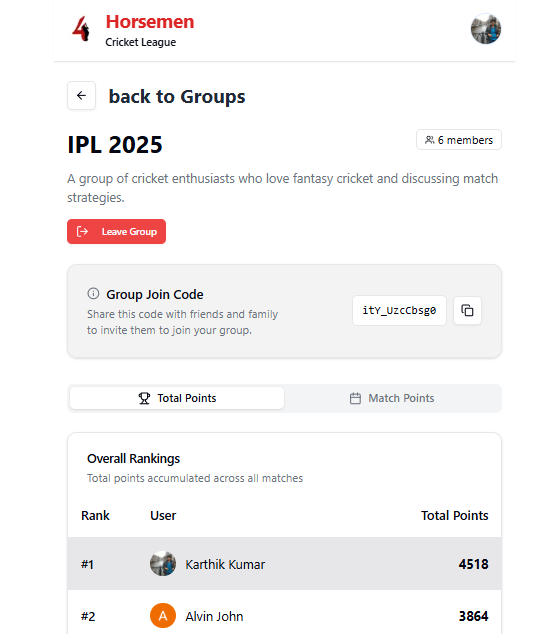 4 Horsemen
Cricket League
back to Groups
IPL 2025
6 members
A group of cricket enthusiasts who love fantasy cricket and discussing match
strategies.
Leave Group
Group Join Code
Share this code with friends and family
to invite them to join your group.
itY_UzcCbsg0
Total Points
Match Points
Overall Rankings
Total points accumulated across all matches
Rank User Total Points
#1 Karthik Kumar 4518
#2 A Alvin John 3864